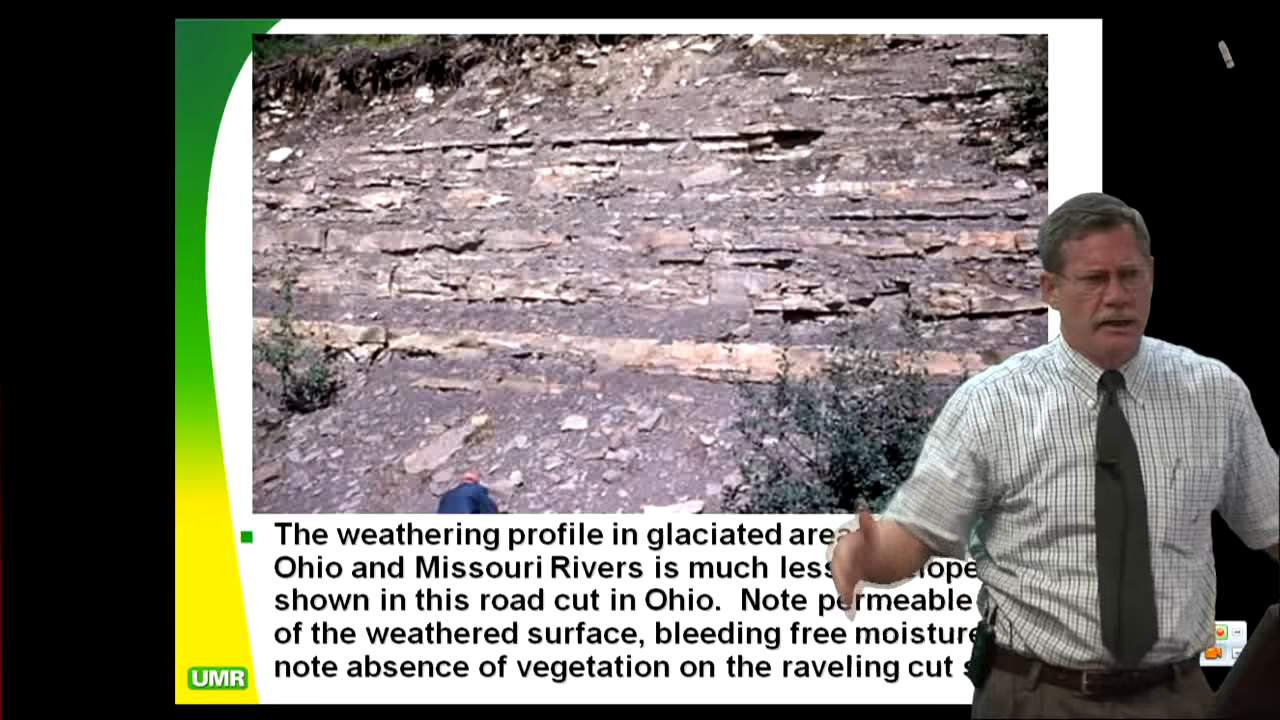 The weathering profile in glaciated
Ohio and Missouri Rivers is much less
shown in this road cut in Ohio. Note permeable
of the weathered surface, bleeding free moisture
note absence of vegetation on the raveling cut
UMR